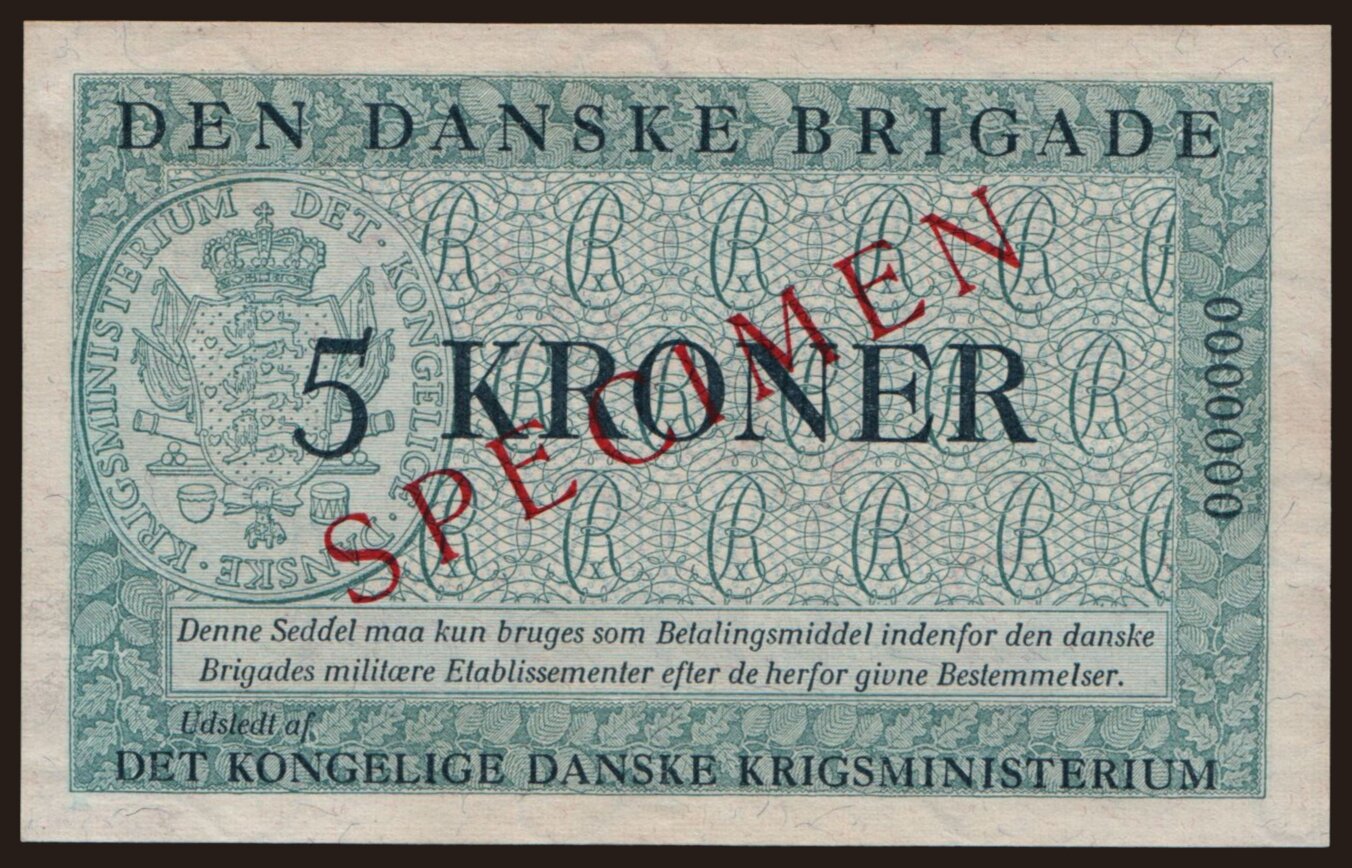 DEN DANSKE BRIGADE
DET · KONGELIGE · DANSKE · KRIGSMINISTERIUM
5 KRONER
SPECIMEN
0000000
Denne Seddel maa kun bruges som Betalingsmiddel indenfor den danske
Brigades militære Etablissementer efter de herfor givne Bestemmelser.
Udstedt af
DET KONGELIGE DANSKE KRIGSMINISTERIUM